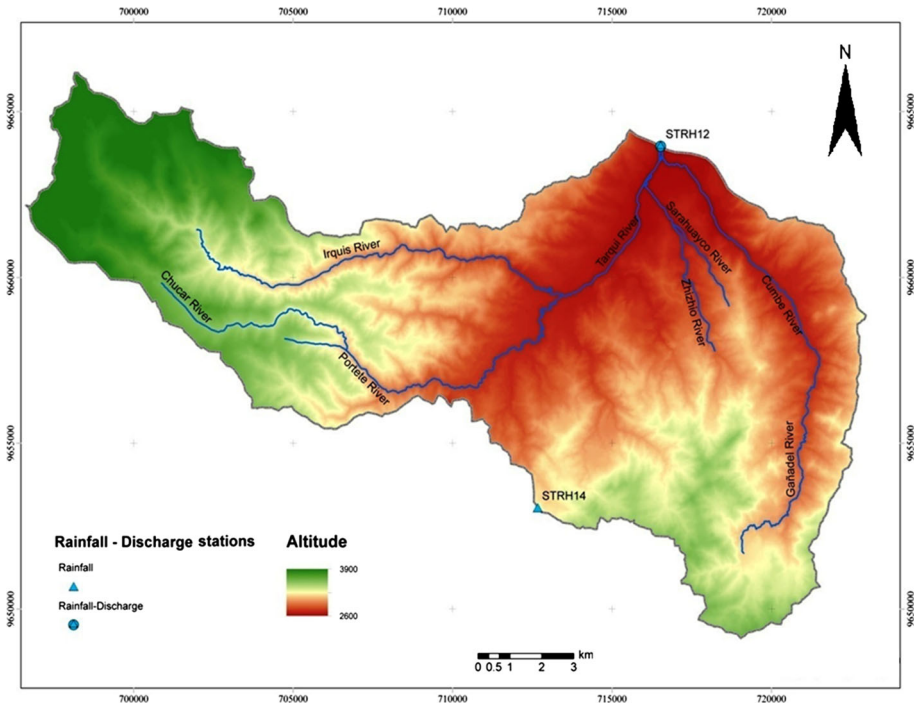 700000 705000 710000 715000 720000
N
9665000 9665000
STRH12
Sarahuayco River
Tarqui River
Irquis River
9660000 9660000
Chucar River
Cumbe River
Zhizhio River
Portete River
9655000 9655000
Gañadel River
STRH14
Rainfall - Discharge stations
Rainfall
Rainfall-Discharge
Altitude
3900
2600
9650000 9650000
km
0 0.5 1 2 3
700000 705000 710000 715000 720000